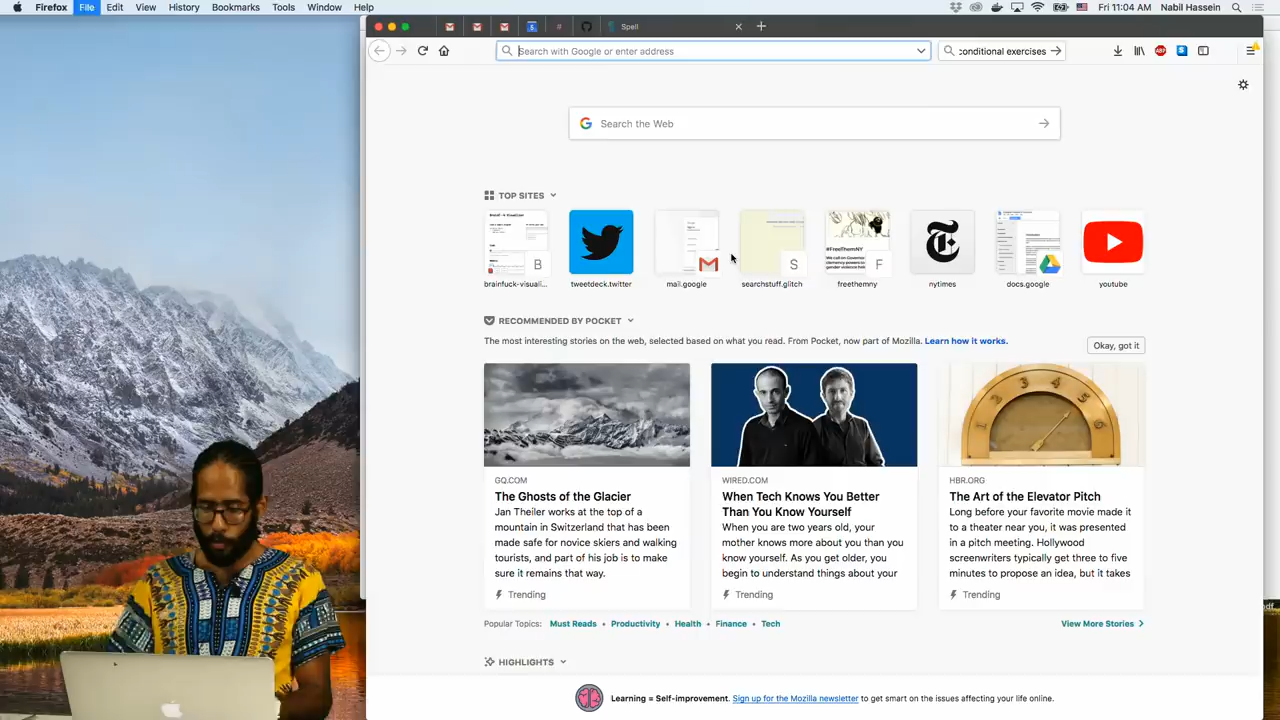 Firefox File Edit View History Bookmarks Tools Window Help
Fri 11:04 AM Nabil Hassein
Spell
Search with Google or enter address
conditional exercises
Search the Web
TOP SITES
B
S
F
brainfuck-visuali...
tweetdeck.twitter
mail.google
searchstuff.glitch
freethemny
nytimes
docs.google
youtube
#FreeThemNY
RECOMMENDED BY POCKET
The most interesting stories on the web, selected based on what you read. From Pocket, now part of Mozilla. Learn how it works.
Okay, got it
GQ.COM
The Ghosts of the Glacier
Jan Theiler works at the top of a
mountain in Switzerland that has been
made safe for novice skiers and walking
tourists, and part of his job is to make
sure it remains that way.
Trending
WIRED.COM
When Tech Knows You Better
Than You Know Yourself
When you are two years old, your
mother knows more about you than you
know yourself. As you get older, you
begin to understand things about your
Trending
HBR.ORG
The Art of the Elevator Pitch
Long before your favorite movie made it
to a theater near you, it was presented
in a pitch meeting. Hollywood
screenwriters typically get three to five
minutes to propose an idea, but it takes
Trending
Popular Topics: Must Reads • Productivity • Health • Finance • Tech
View More Stories
HIGHLIGHTS
Learning = Self-improvement. Sign up for the Mozilla newsletter to get smart on the issues affecting your life online.